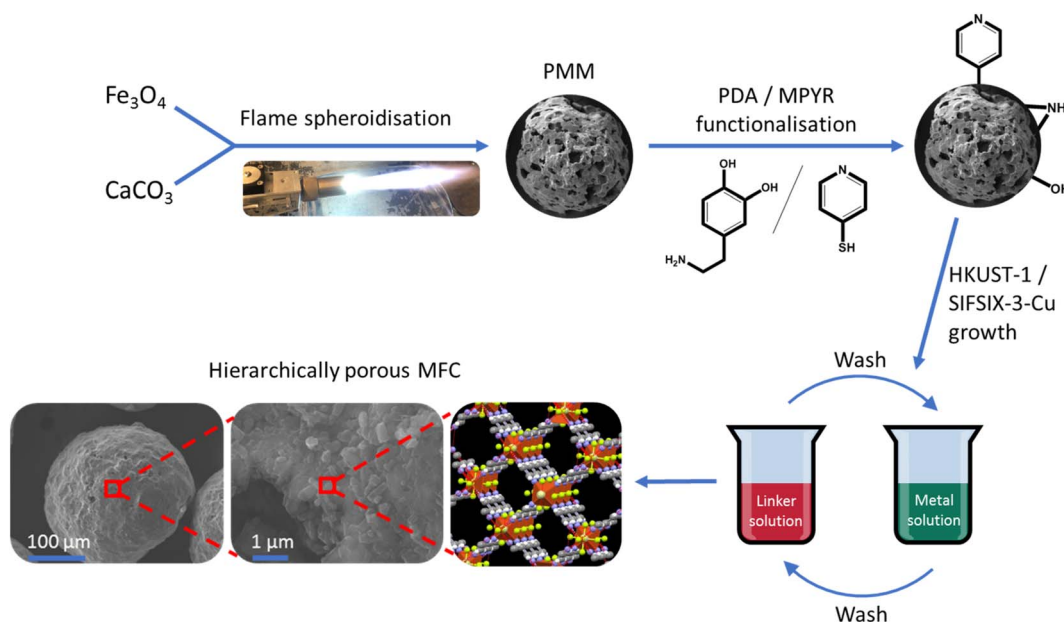 Fe₃O₄
CaCO₃
Flame spheroidisation
PMM
PDA / MPYR
functionalisation
OH
OH
H₂N
N
SH
N
NH
OH
HKUST-1 /
SIFSIX-3-Cu
growth
Wash
Linker
solution
Metal
solution
Wash
Hierarchically porous MFC
100 µm
1 µm